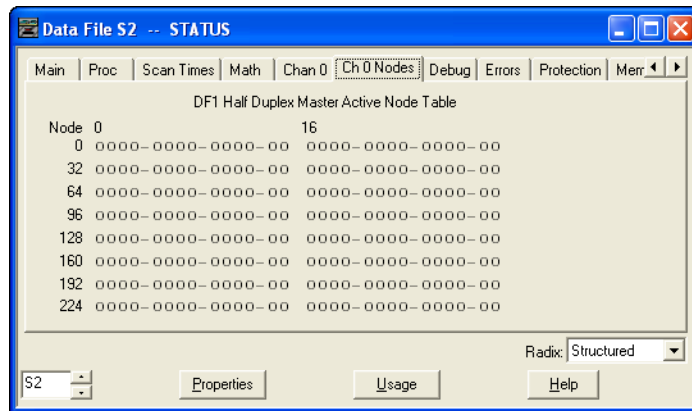 Data File S2 -- STATUS
Main Proc Scan Times Math Chan 0 Ch 0 Nodes Debug Errors Protection Mem
DF1 Half Duplex Master Active Node Table
Node 0 16
0 0000-0000-0000-00 0000-0000-0000-00
32 0000-0000-0000-00 0000-0000-0000-00
64 0000-0000-0000-00 0000-0000-0000-00
96 0000-0000-0000-00 0000-0000-0000-00
128 0000-0000-0000-00 0000-0000-0000-00
160 0000-0000-0000-00 0000-0000-0000-00
192 0000-0000-0000-00 0000-0000-0000-00
224 0000-0000-0000-00 0000-0000-0000-00
Radix: Structured
S2 Properties Usage Help